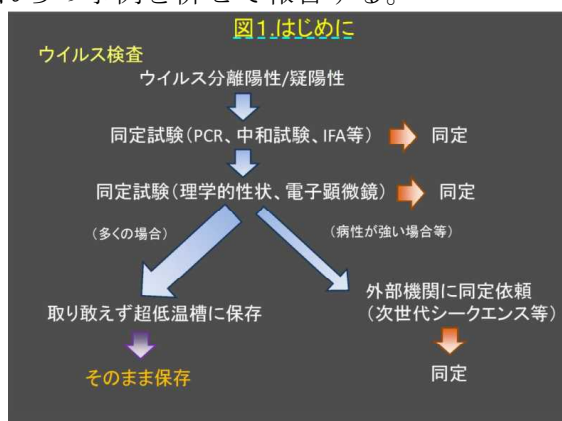 図1.はじめに
ウイルス検査
ウイルス分離陽性/疑陽性
同定試験（PCR、中和試験、IFA等） 同定
同定試験（理学的性状、電子顕微鏡） 同定
（多くの場合） （病性が強い場合等）
外部機関に同定依頼
取り敢えず超低温槽に保存 （次世代シークエンス等）
そのまま保存 同定